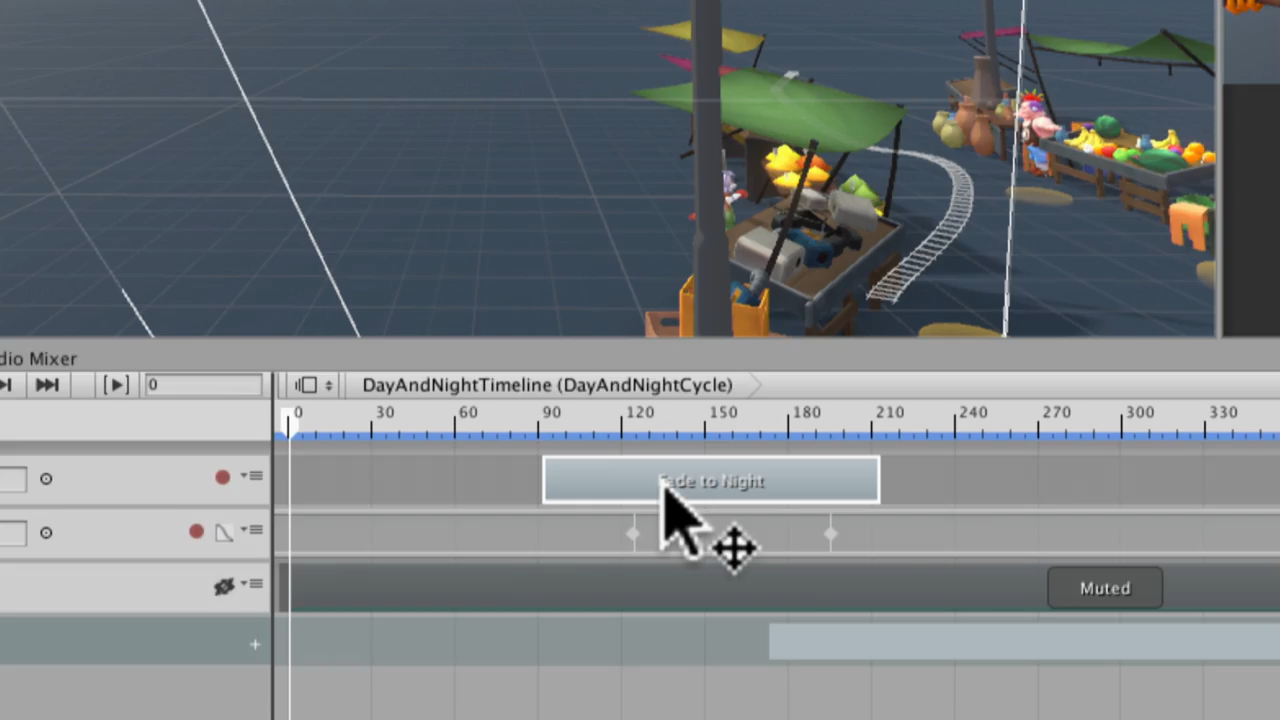 dio Mixer
0
DayAndNightTimeline (DayAndNightCycle)
0 30 60 90 120 150 180 210 240 270 300 330
Fade to Night
Muted